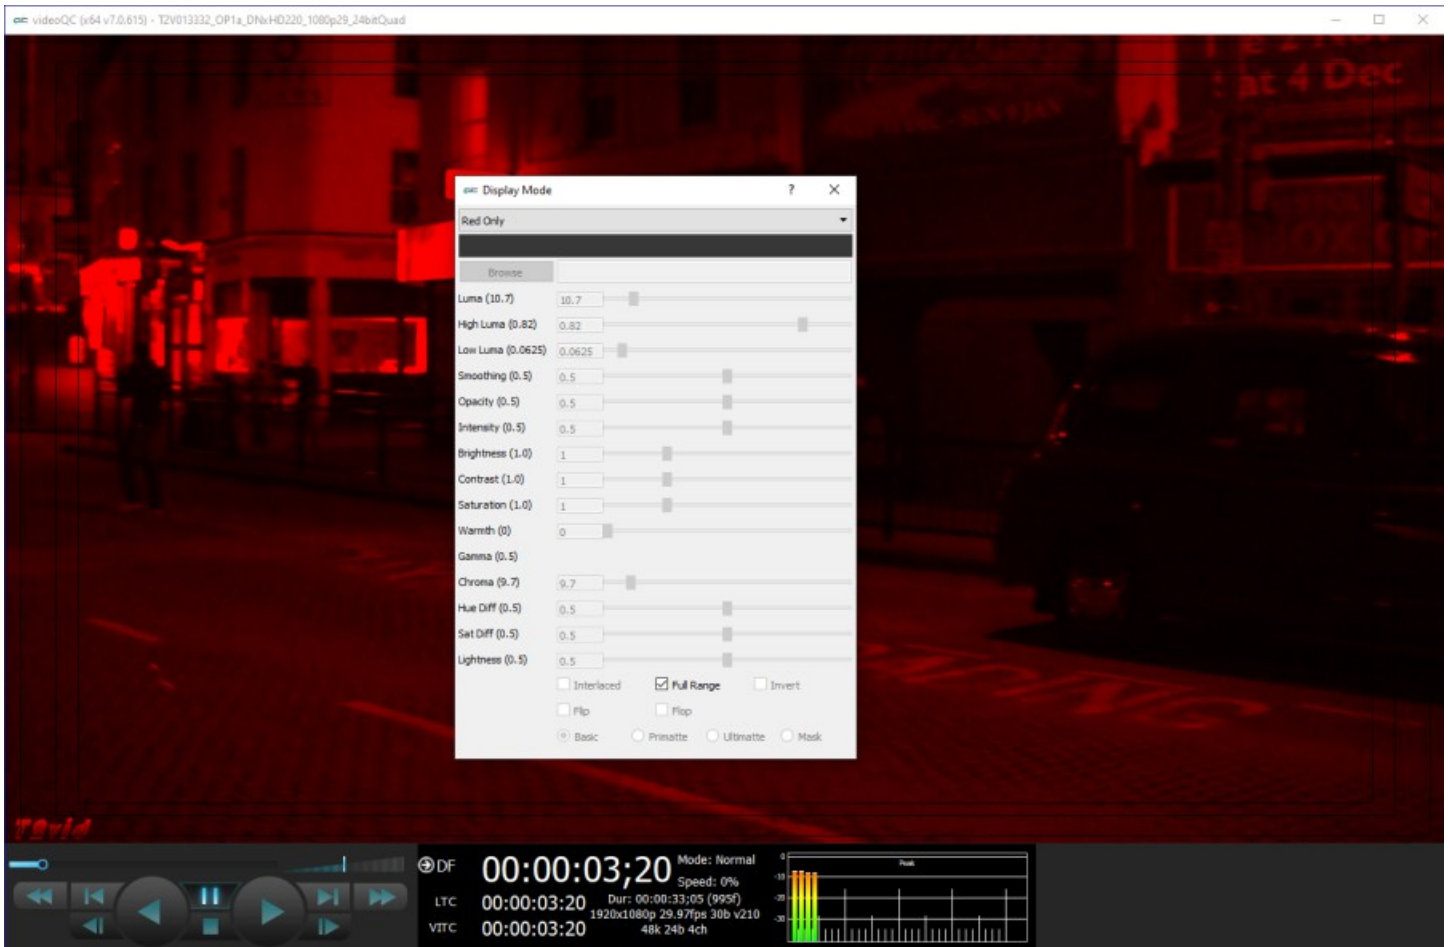 videoQC (x64 v7.0.615) - T2V013332_OP1a_DNxHD220_1080p29_24bitQuad
Sat 4 Dec
Display Mode
Red Only
Browse
Luma (10.7) 10.7
High Luma (0.82) 0.82
Low Luma (0.0625) 0.0625
Smoothing (0.5) 0.5
Opacity (0.5) 0.5
Intensity (0.5) 0.5
Brightness (1.0) 1
Contrast (1.0) 1
Saturation (1.0) 1
Warmth (0) 0
Gamma (0.5)
Chroma (9.7) 9.7
Hue Diff (0.5) 0.5
Sat Diff (0.5) 0.5
Lightness (0.5) 0.5
Interlaced Full Range Invert
Flip Flop
Basic Primatte Ultimatte Mask
T2vid
DF 00:00:03;20 Mode: Normal
Speed: 0%
LTC 00:00:03:20 Dur: 00:00:33;05 (995f)
1920x1080p 29.97fps 30b v210
VITC 00:00:03:20 48k 24b 4ch
Peak
0
-10
-20
-30